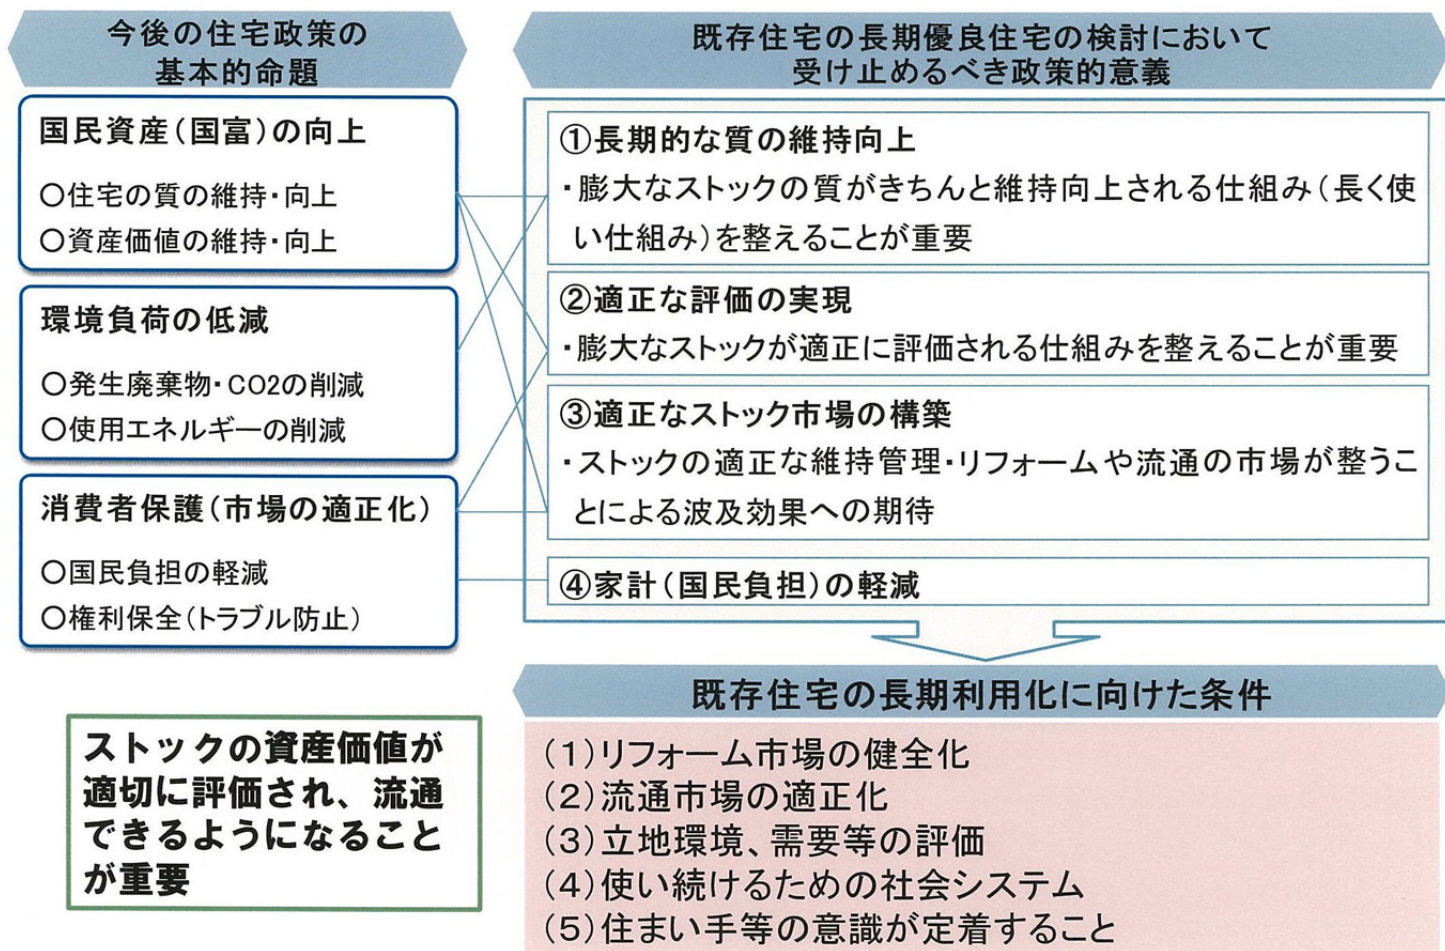 今後の住宅政策の
基本的命題
国民資産(国富)の向上
○住宅の質の維持・向上
○資産価値の維持・向上
環境負荷の低減
○発生廃棄物・CO2の削減
○使用エネルギーの削減
消費者保護(市場の適正化)
○国民負担の軽減
○権利保全(トラブル防止)
既存住宅の長期優良住宅の検討において
受け止めるべき政策的意義
①長期的な質の維持向上
・膨大なストックの質がきちんと維持向上される仕組み(長く使
い仕組み)を整えることが重要
②適正な評価の実現
・膨大なストックが適正に評価される仕組みを整えることが重要
③適正なストック市場の構築
・ストックの適正な維持管理・リフォームや流通の市場が整うこ
とによる波及効果への期待
④家計(国民負担)の軽減
既存住宅の長期利用化に向けた条件
(1)リフォーム市場の健全化
(2)流通市場の適正化
(3)立地環境、需要等の評価
(4)使い続けるための社会システム
(5)住まい手等の意識が定着すること
ストックの資産価値が
適切に評価され、流通
できるようになること
が重要